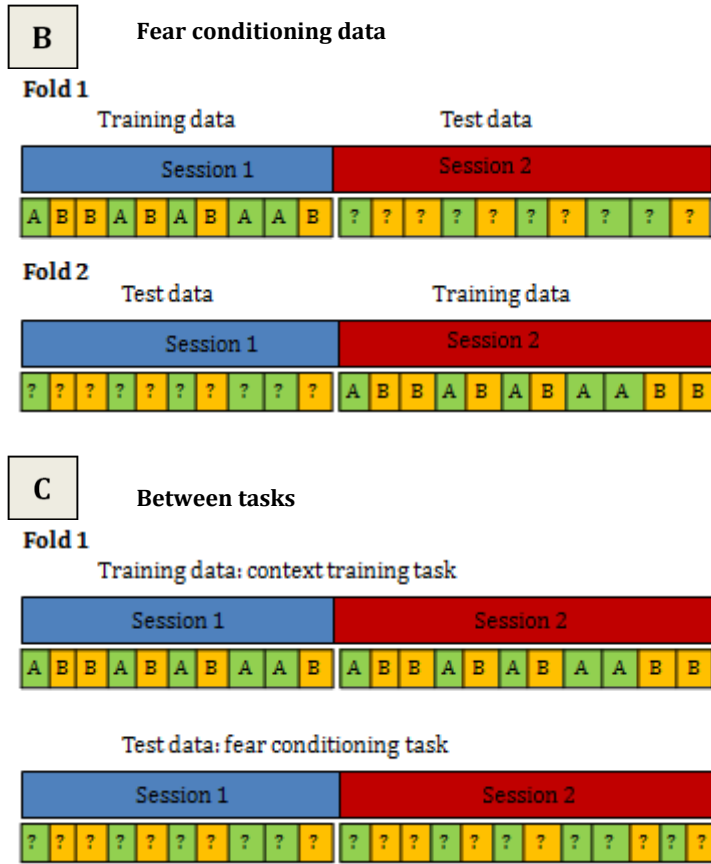 B
Fear conditioning data
Fold 1
Training data Test data
Session 1 Session 2
A B B A B A B A A B ? ? ? ? ? ? ? ? ? ?
Fold 2
Test data Training data
Session 1 Session 2
? ? ? ? ? ? ? ? ? ? A B B A B A B A A B B
C
Between tasks
Fold 1
Training data: context training task
Session 1 Session 2
A B B A B A B A A B A B B A B A B A A B B
Test data: fear conditioning task
Session 1 Session 2
? ? ? ? ? ? ? ? ? ? ? ? ? ? ? ? ? ? ? ? ? ?